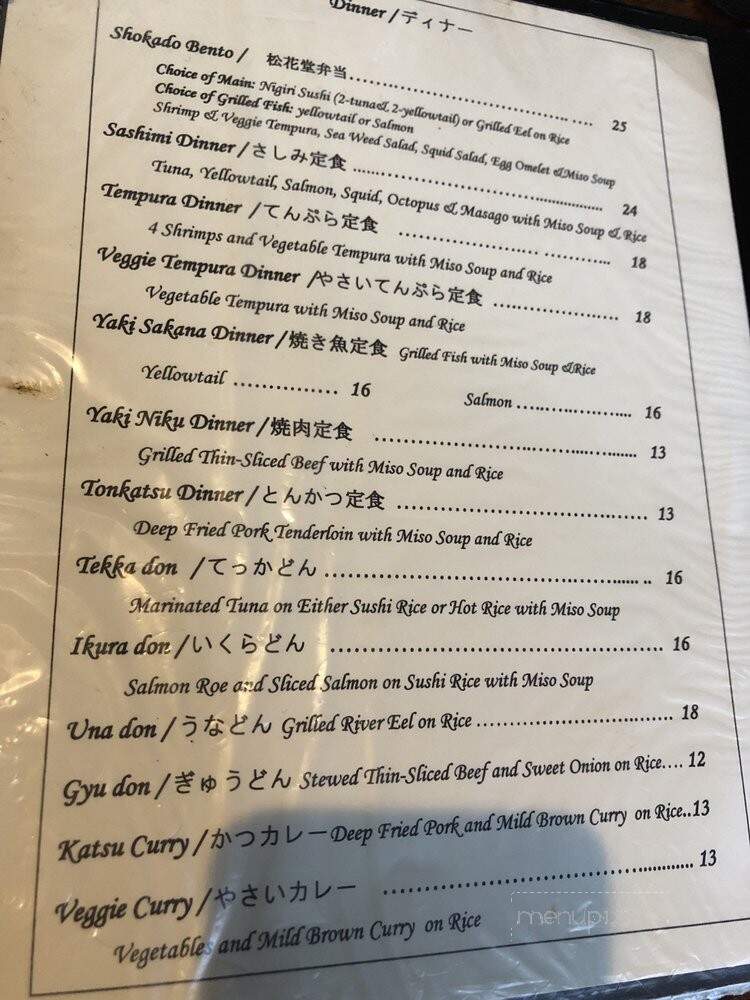 Dinner / ディナー
Shokado Bento / 松花堂弁当.................................... 25
Choice of Main: Nigiri Sushi (2-tuna& 2-yellowtail) or Grilled Eel on Rice
Choice of Grilled Fish: yellowtail or Salmon
Shrimp & Veggie Tempura, Sea Weed Salad, Squid Salad, Egg Omelet & Miso Soup
Sashimi Dinner /さしみ定食 .......................................... 24
Tuna, Yellowtail, Salmon, Squid, Octopus & Masago with Miso Soup & Rice
Tempura Dinner /てんぷら定食 .................................... 18
4 Shrimps and Vegetable Tempura with Miso Soup and Rice
Veggie Tempura Dinner /やさいてんぷら定食 ..................... 18
Vegetable Tempura with Miso Soup and Rice
Yaki Sakana Dinner /焼き魚定食 Grilled Fish with Miso Soup &Rice
Yellowtail ............... 16 Salmon .................... 16
Yaki Niku Dinner /焼肉定食 ........................................ 13
Grilled Thin-Sliced Beef with Miso Soup and Rice
Tonkatsu Dinner /とんかつ定食 .................................... 13
Deep Fried Pork Tenderloin with Miso Soup and Rice
Tekka don /てっかどん ............................................... 16
Marinated Tuna on Either Sushi Rice or Hot Rice with Miso Soup
Ikura don /いくらどん ............................................... 16
Salmon Roe and Sliced Salmon on Sushi Rice with Miso Soup
Una don /うなどん Grilled River Eel on Rice ........................... 18
Gyu don /ぎゅうどん Stewed Thin-Sliced Beef and Sweet Onion on Rice.... 12
Katsu Curry /かつカレーDeep Fried Pork and Mild Brown Curry on Rice..13
Veggie Curry /やさいカレー ............................................ 13
Vegetables and Mild Brown Curry on Rice
menupix